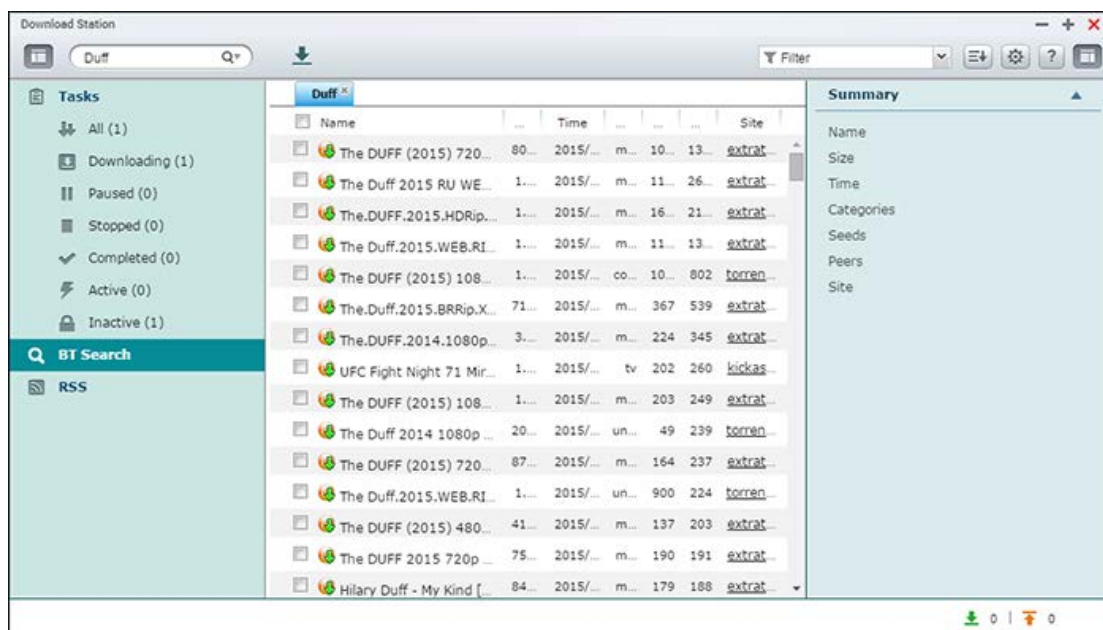 Download Station
Duff
Filter
?
Tasks
All (1)
Downloading (1)
Paused (0)
Stopped (0)
Completed (0)
Active (0)
Inactive (1)
BT Search
RSS
Duff
Name ... Time ... ... ... Site
The DUFF (2015) 720... 80... 2015/... m... 10... 13... extrat...
The Duff 2015 RU WE... 1.... 2015/... m... 11... 26... extrat...
The.DUFF.2015.HDRip.... 1.... 2015/... m... 16... 21... extrat...
The Duff.2015.WEB.RI... 1.... 2015/... m... 11... 13... extrat...
The DUFF (2015) 108... 1.... 2015/... co... 10... 802 torren...
The.Duff.2015.BRRip.X... 71... 2015/... m... 367 539 extrat...
The.DUFF.2014.1080p... 3.... 2015/... m... 224 345 extrat...
UFC Fight Night 71 Mir... 1.... 2015/... tv 202 260 kickas...
The DUFF (2015) 108... 1.... 2015/... m... 203 249 extrat...
The Duff 2014 1080p ... 20... 2015/... un... 49 239 torren...
The DUFF (2015) 720... 87... 2015/... m... 164 237 extrat...
The Duff.2015.WEB.RI... 1.... 2015/... un... 900 224 torren...
The DUFF (2015) 480... 41... 2015/... m... 137 203 extrat...
The DUFF 2015 720p ... 75... 2015/... m... 190 191 extrat...
Hilary Duff - My Kind [... 84... 2015/... m... 179 188 extrat...
Summary
Name
Size
Time
Categories
Seeds
Peers
Site
0 | 0